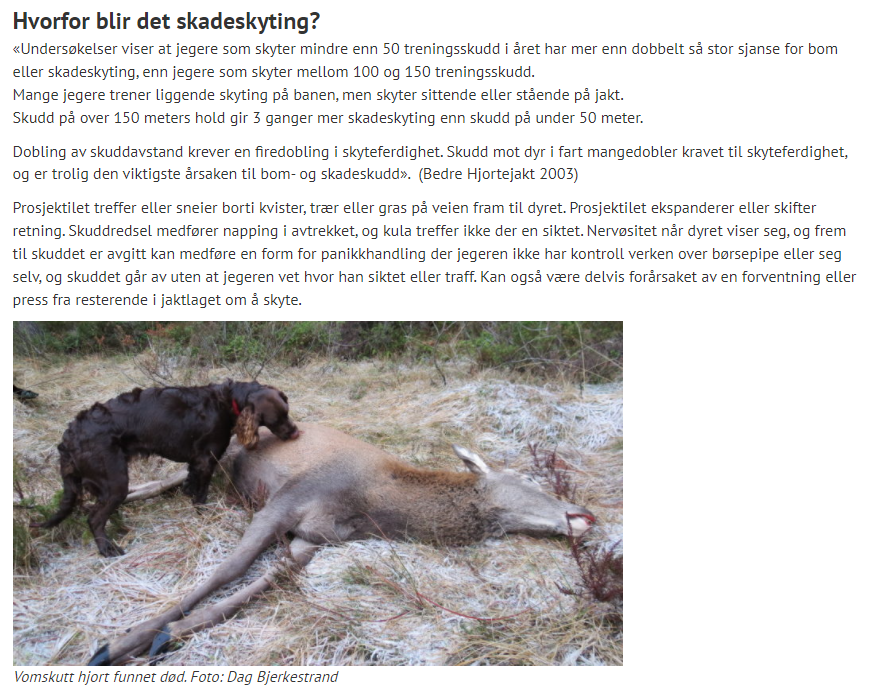 Hvorfor blir det skadeskyting?
«Undersøkelser viser at jegere som skyter mindre enn 50 treningsskudd i året har mer enn dobbelt så stor sjanse for bom
eller skadeskyting, enn jegere som skyter mellom 100 og 150 treningsskudd.
Mange jegere trener liggende skyting på banen, men skyter sittende eller stående på jakt.
Skudd på over 150 meters hold gir 3 ganger mer skadeskyting enn skudd på under 50 meter.
Dobling av skuddavstand krever en firedobling i skyteferdighet. Skudd mot dyr i fart mangedobler kravet til skyteferdighet,
og er trolig den viktigste årsaken til bom- og skadeskudd». (Bedre Hjortejakt 2003)
Prosjektilet treffer eller sneier borti kvister, trær eller gras på veien fram til dyret. Prosjektilet ekspanderer eller skifter
retning. Skuddredsel medfører napping i avtrekket, og kula treffer ikke der en siktet. Nervøsitet når dyret viser seg, og frem
til skuddet er avgitt kan medføre en form for panikkhandling der jegeren ikke har kontroll verken over børsepipe eller seg
selv, og skuddet går av uten at jegeren vet hvor han siktet eller traff. Kan også være delvis forårsaket av en forventning eller
press fra resterende i jaktlaget om å skyte.
Vomskutt hjort funnet død. Foto: Dag Bjerkestrand